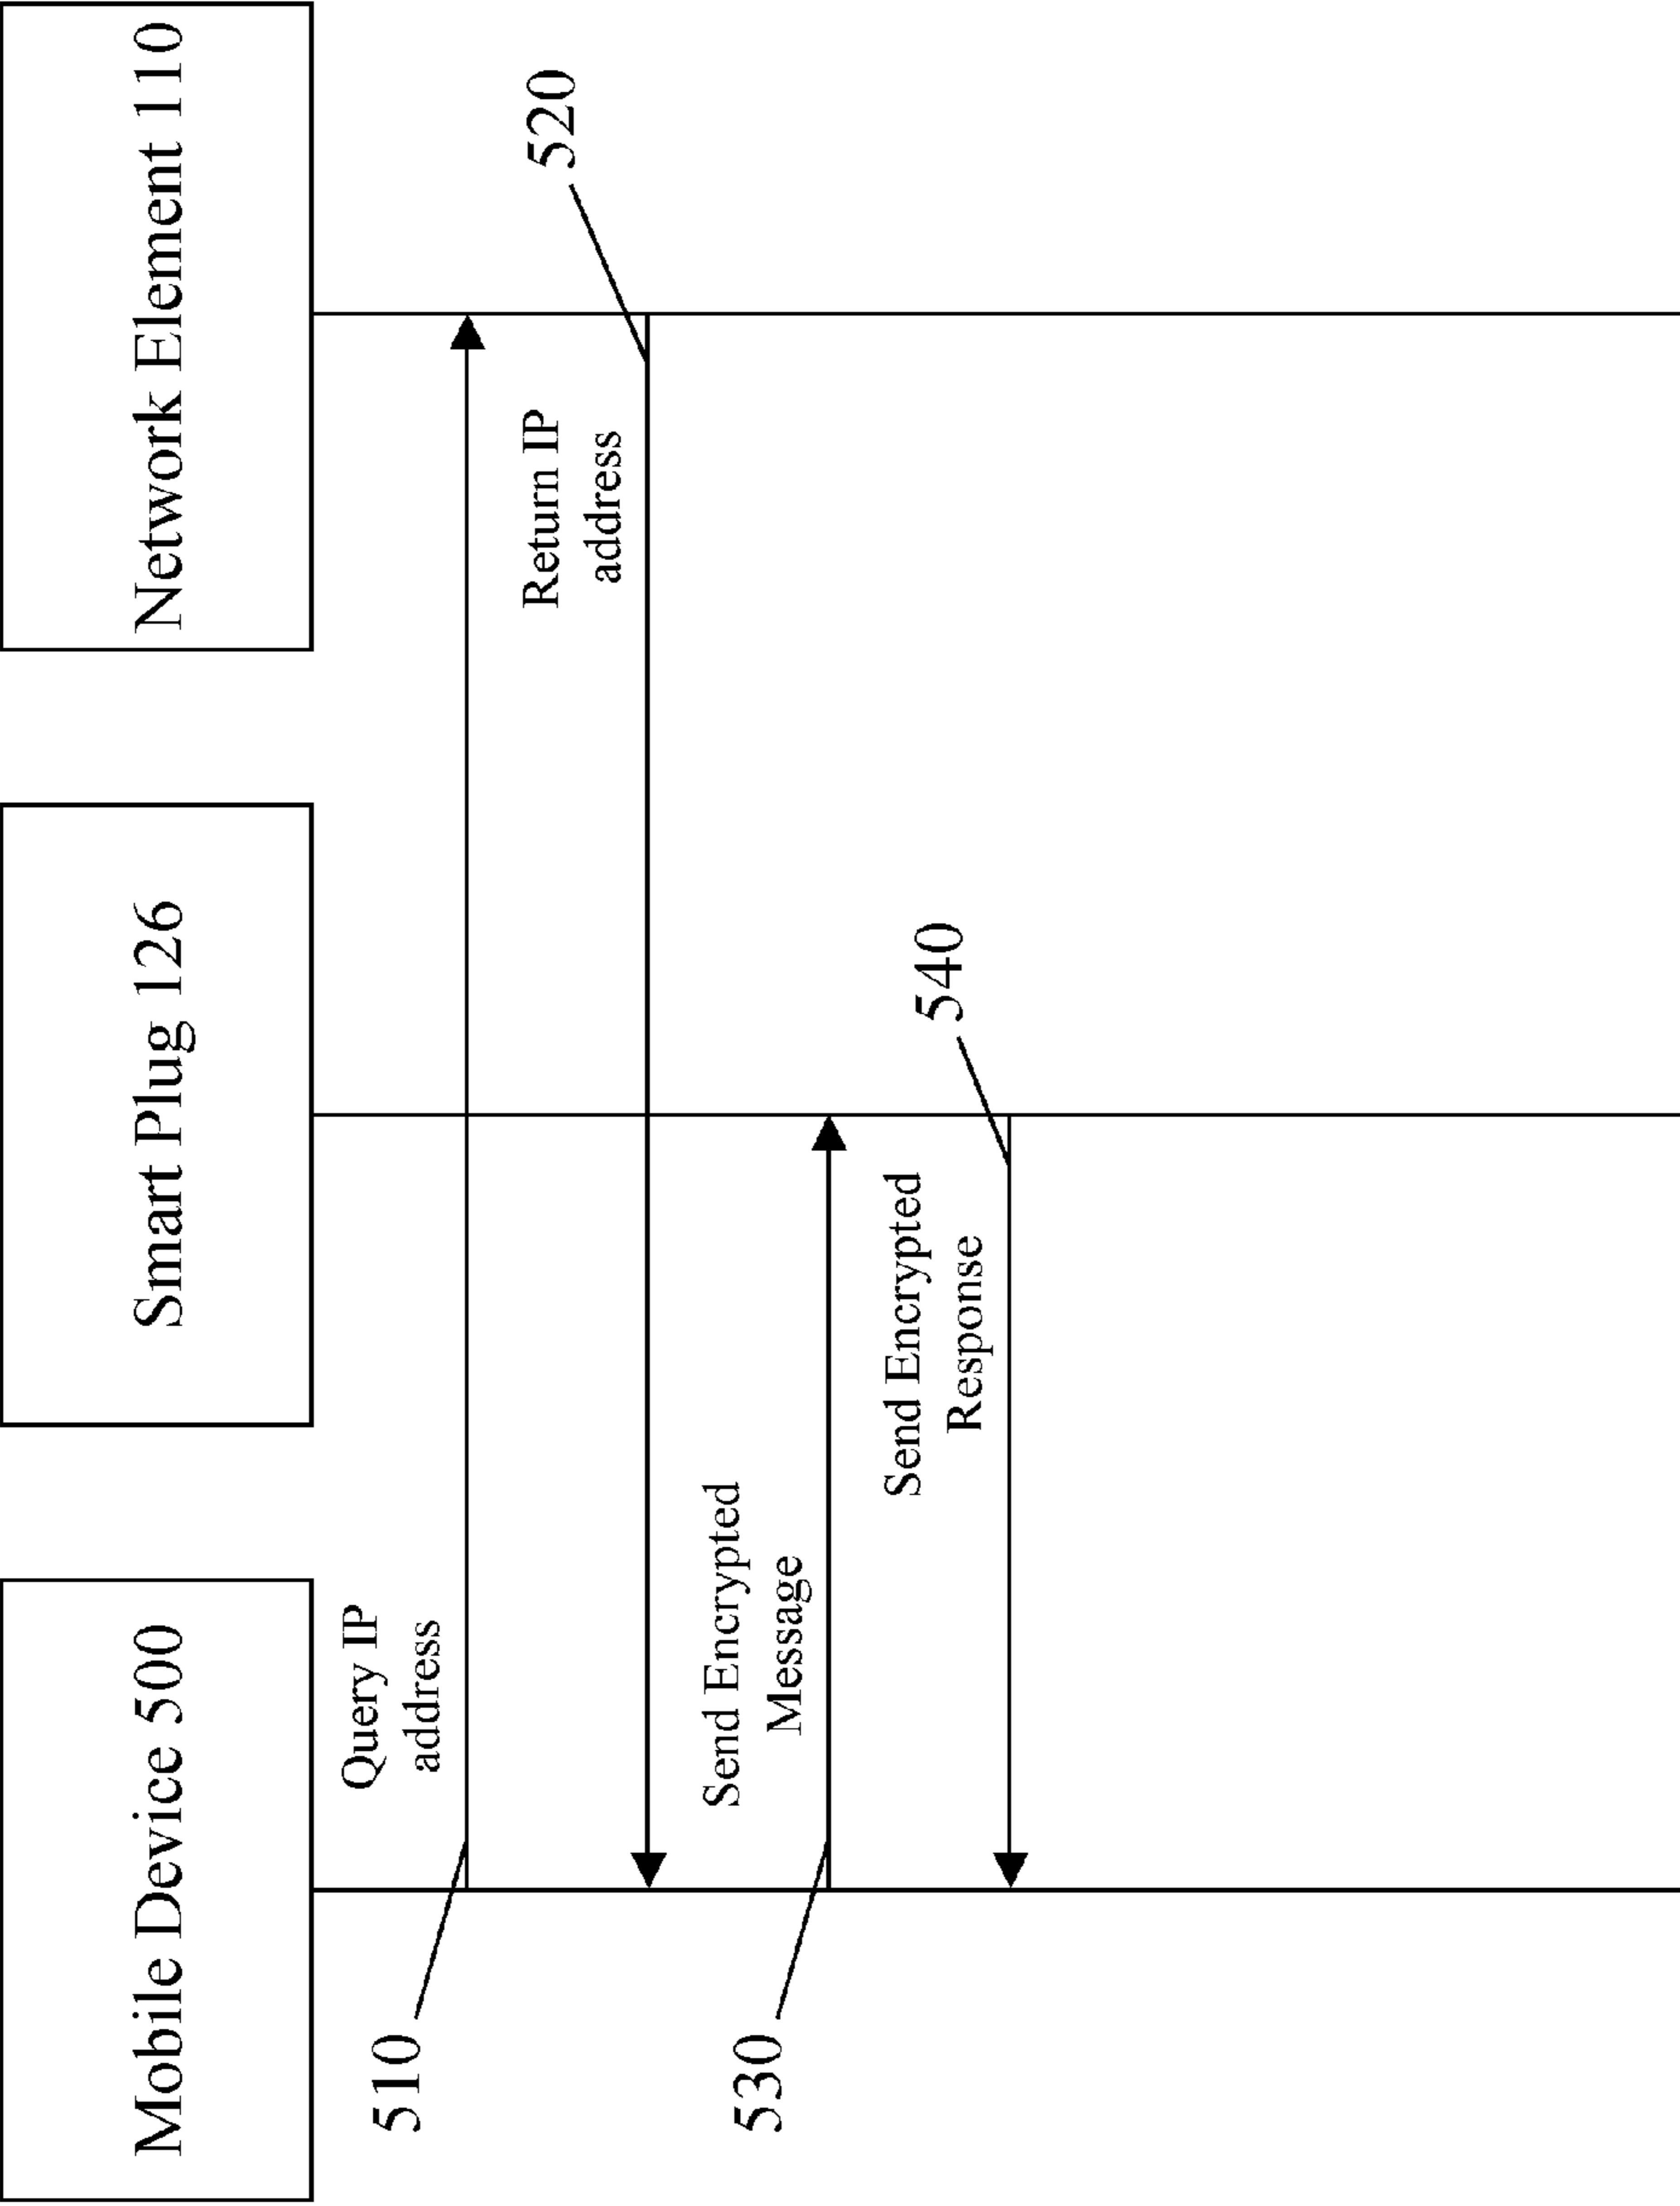 Mobile Device 500
Smart Plug 126
Network Element 110
510
Query IP
address
Return IP
address
520
530
Send Encrypted
Message
Send Encrypted
Response
540